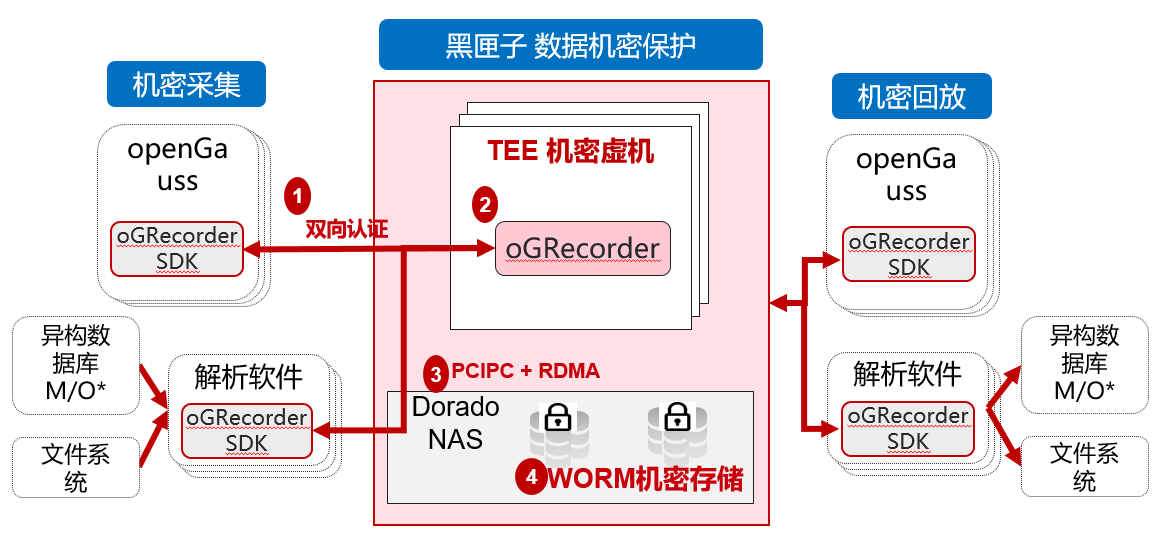 黑匣子 数据机密保护
机密采集
机密回放
openGa
uss
oGRecorder
SDK
1
双向认证
TEE 机密虚机
2
oGRecorder
openGa
uss
oGRecorder
SDK
异构数
据库
M/O*
文件系
统
解析软件
oGRecorder
SDK
3
PCIPC + RDMA
Dorado
NAS
4
WORM机密存储
解析软件
oGRecorder
SDK
异构数
据库
M/O*
文件系
统